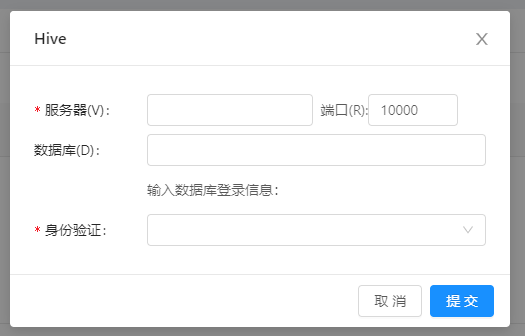 Hive
* 服务器(V)： 端口(R): 10000
数据库(D)：
输入数据库登录信息：
* 身份验证：
取 消 提 交